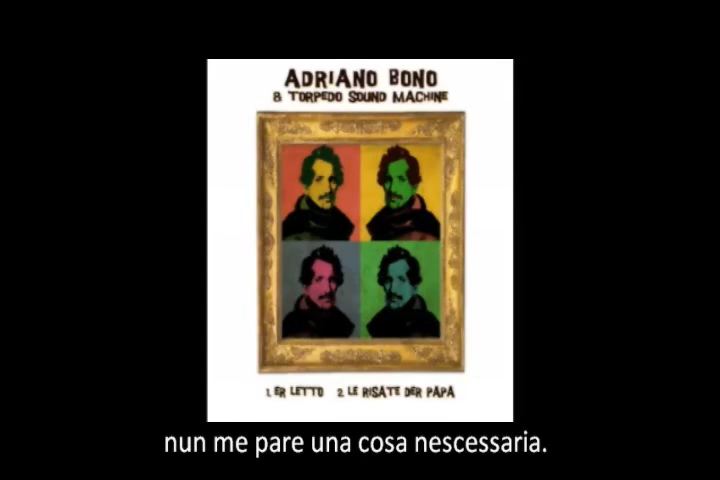 ADRIANO BONO
& TORPEDO SOUND MACHINE
1. ER LETTO 2. LE RISATE DER PAPA
nun me pare una cosa nescessaria.